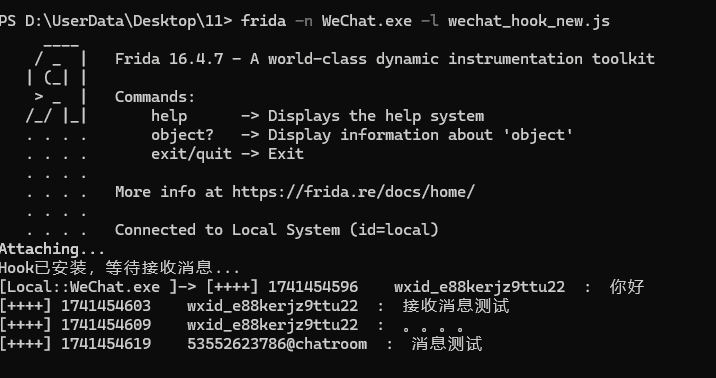 PS D:\UserData\Desktop\11> frida -n WeChat.exe -l wechat_hook_new.js
     ____
    / _  |   Frida 16.4.7 - A world-class dynamic instrumentation toolkit
   | (_| |
    > _  |   Commands:
   /_/ |_|       help      -> Displays the help system
   . . . .       object?   -> Display information about 'object'
   . . . .       exit/quit -> Exit
   . . . .
   . . . .   More info at https://frida.re/docs/home/
   . . . .
   . . . .   Connected to Local System (id=local)
Attaching...
Hook已安装，等待接收消息...
[Local::WeChat.exe ]-> [++++] 1741454596    wxid_e88kerjz9ttu22  :  你好
[++++] 1741454603    wxid_e88kerjz9ttu22  :  接收消息测试
[++++] 1741454609    wxid_e88kerjz9ttu22  :  。。。。
[++++] 1741454619    53552623786@chatroom  :  消息测试